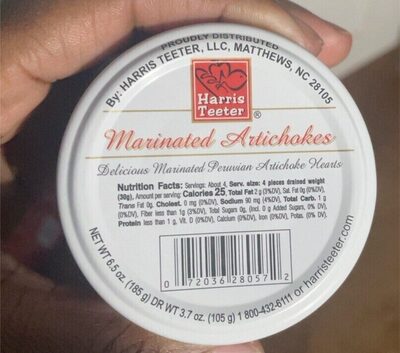 PROUDLY DISTRIBUTED
By: HARRIS TEETER, LLC, MATTHEWS, NC 28105
Harris
Teeter®
Marinated Artichokes
Delicious Marinated Peruvian Artichoke Hearts
Nutrition Facts: Servings: About 4, Serv. size: 4 pieces drained weight
(30g), Amount per serving: Calories 25, Total Fat 2 g (3% DV), Sat. Fat 0g (0% DV),
Trans Fat 0g, Cholest. 0 mg (0% DV), Sodium 90 mg (4% DV), Total Carb. 1 g
(0% DV), Fiber less than 1g (3% DV), Total Sugars 0g, (Incl. 0 g Added Sugars, 0% DV),
Protein less than 1 g, Vit. D (0% DV), Calcium (0% DV), Iron (0% DV), Potas. (0% DV).
0 72036 28057 2
NET WT 6.5 oz. (185 g) DR WT 3.7 oz. (105 g) 1 800-432-6111 or harristeeter.com